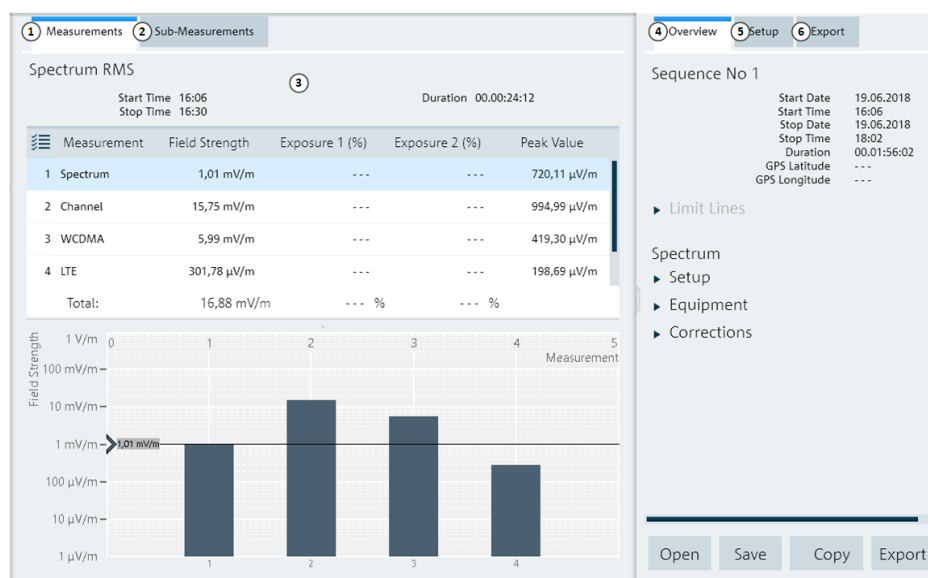 1 Measurements 2 Sub-Measurements
Spectrum RMS
3
Start Time 16:06
Stop Time 16:30
Duration 00.00:24:12
Measurement Field Strength Exposure 1 (%) Exposure 2 (%) Peak Value
1 Spectrum 1,01 mV/m --- --- 720,11 µV/m
2 Channel 15,75 mV/m --- --- 994,99 µV/m
3 WCDMA 5,99 mV/m --- --- 419,30 µV/m
4 LTE 301,78 µV/m --- --- 198,69 µV/m
Total: 16,88 mV/m --- % --- %
Field Strength
1 V/m
100 mV/m
10 mV/m
1 mV/m
100 µV/m
10 µV/m
1 µV/m
0 1 2 3 4 5
Measurement
1,01 mV/m
1 2 3 4
4 Overview 5 Setup 6 Export
Sequence No 1
Start Date 19.06.2018
Start Time 16:06
Stop Date 19.06.2018
Stop Time 18:02
Duration 00.01:56:02
GPS Latitude ---
GPS Longitude ---
Limit Lines
Spectrum
Setup
Equipment
Corrections
Open Save Copy Export